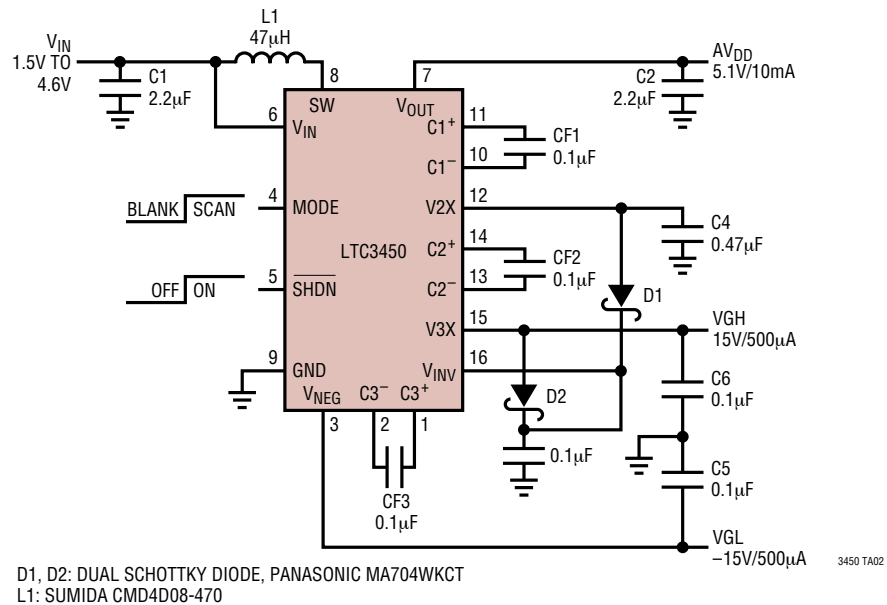 L1
47µH
VIN
1.5V TO
4.6V
C1
2.2µF
8
7
AVDD
5.1V/10mA
C2
2.2µF
SW
VOUT
6
VIN
C1+
11
CF1
0.1µF
C1–
10
4
MODE
BLANK
SCAN
V2X
12
C4
0.47µF
LTC3450
C2+
14
CF2
0.1µF
C2–
13
5
SHDN
OFF
ON
D1
V3X
15
VGH
15V/500µA
9
GND
VINV
16
VNEG
C3–
C3+
D2
C6
0.1µF
3
2
1
0.1µF
CF3
0.1µF
C5
0.1µF
VGL
–15V/500µA
3450 TA02
D1, D2: DUAL SCHOTTKY DIODE, PANASONIC MA704WKCT
L1: SUMIDA CMD4D08-470